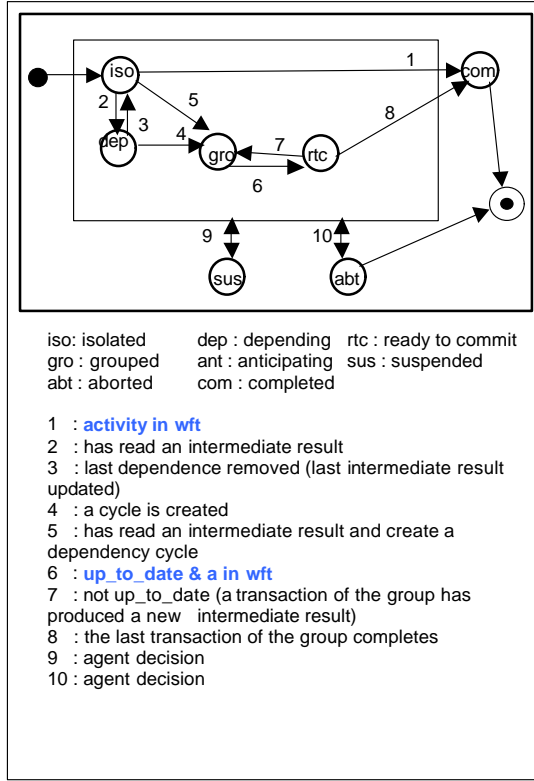 iso
1
com
2
3
5
8
dep
4
gro
7
rtc
6
9
10
sus
abt
iso: isolated dep : depending rtc : ready to commit
gro : grouped ant : anticipating sus : suspended
abt : aborted com : completed
1 : activity in wft
2 : has read an intermediate result
3 : last dependence removed (last intermediate result
updated)
4 : a cycle is created
5 : has read an intermediate result and create a
dependency cycle
6 : up_to_date & a in wft
7 : not up_to_date (a transaction of the group has
produced a new intermediate result)
8 : the last transaction of the group completes
9 : agent decision
10 : agent decision